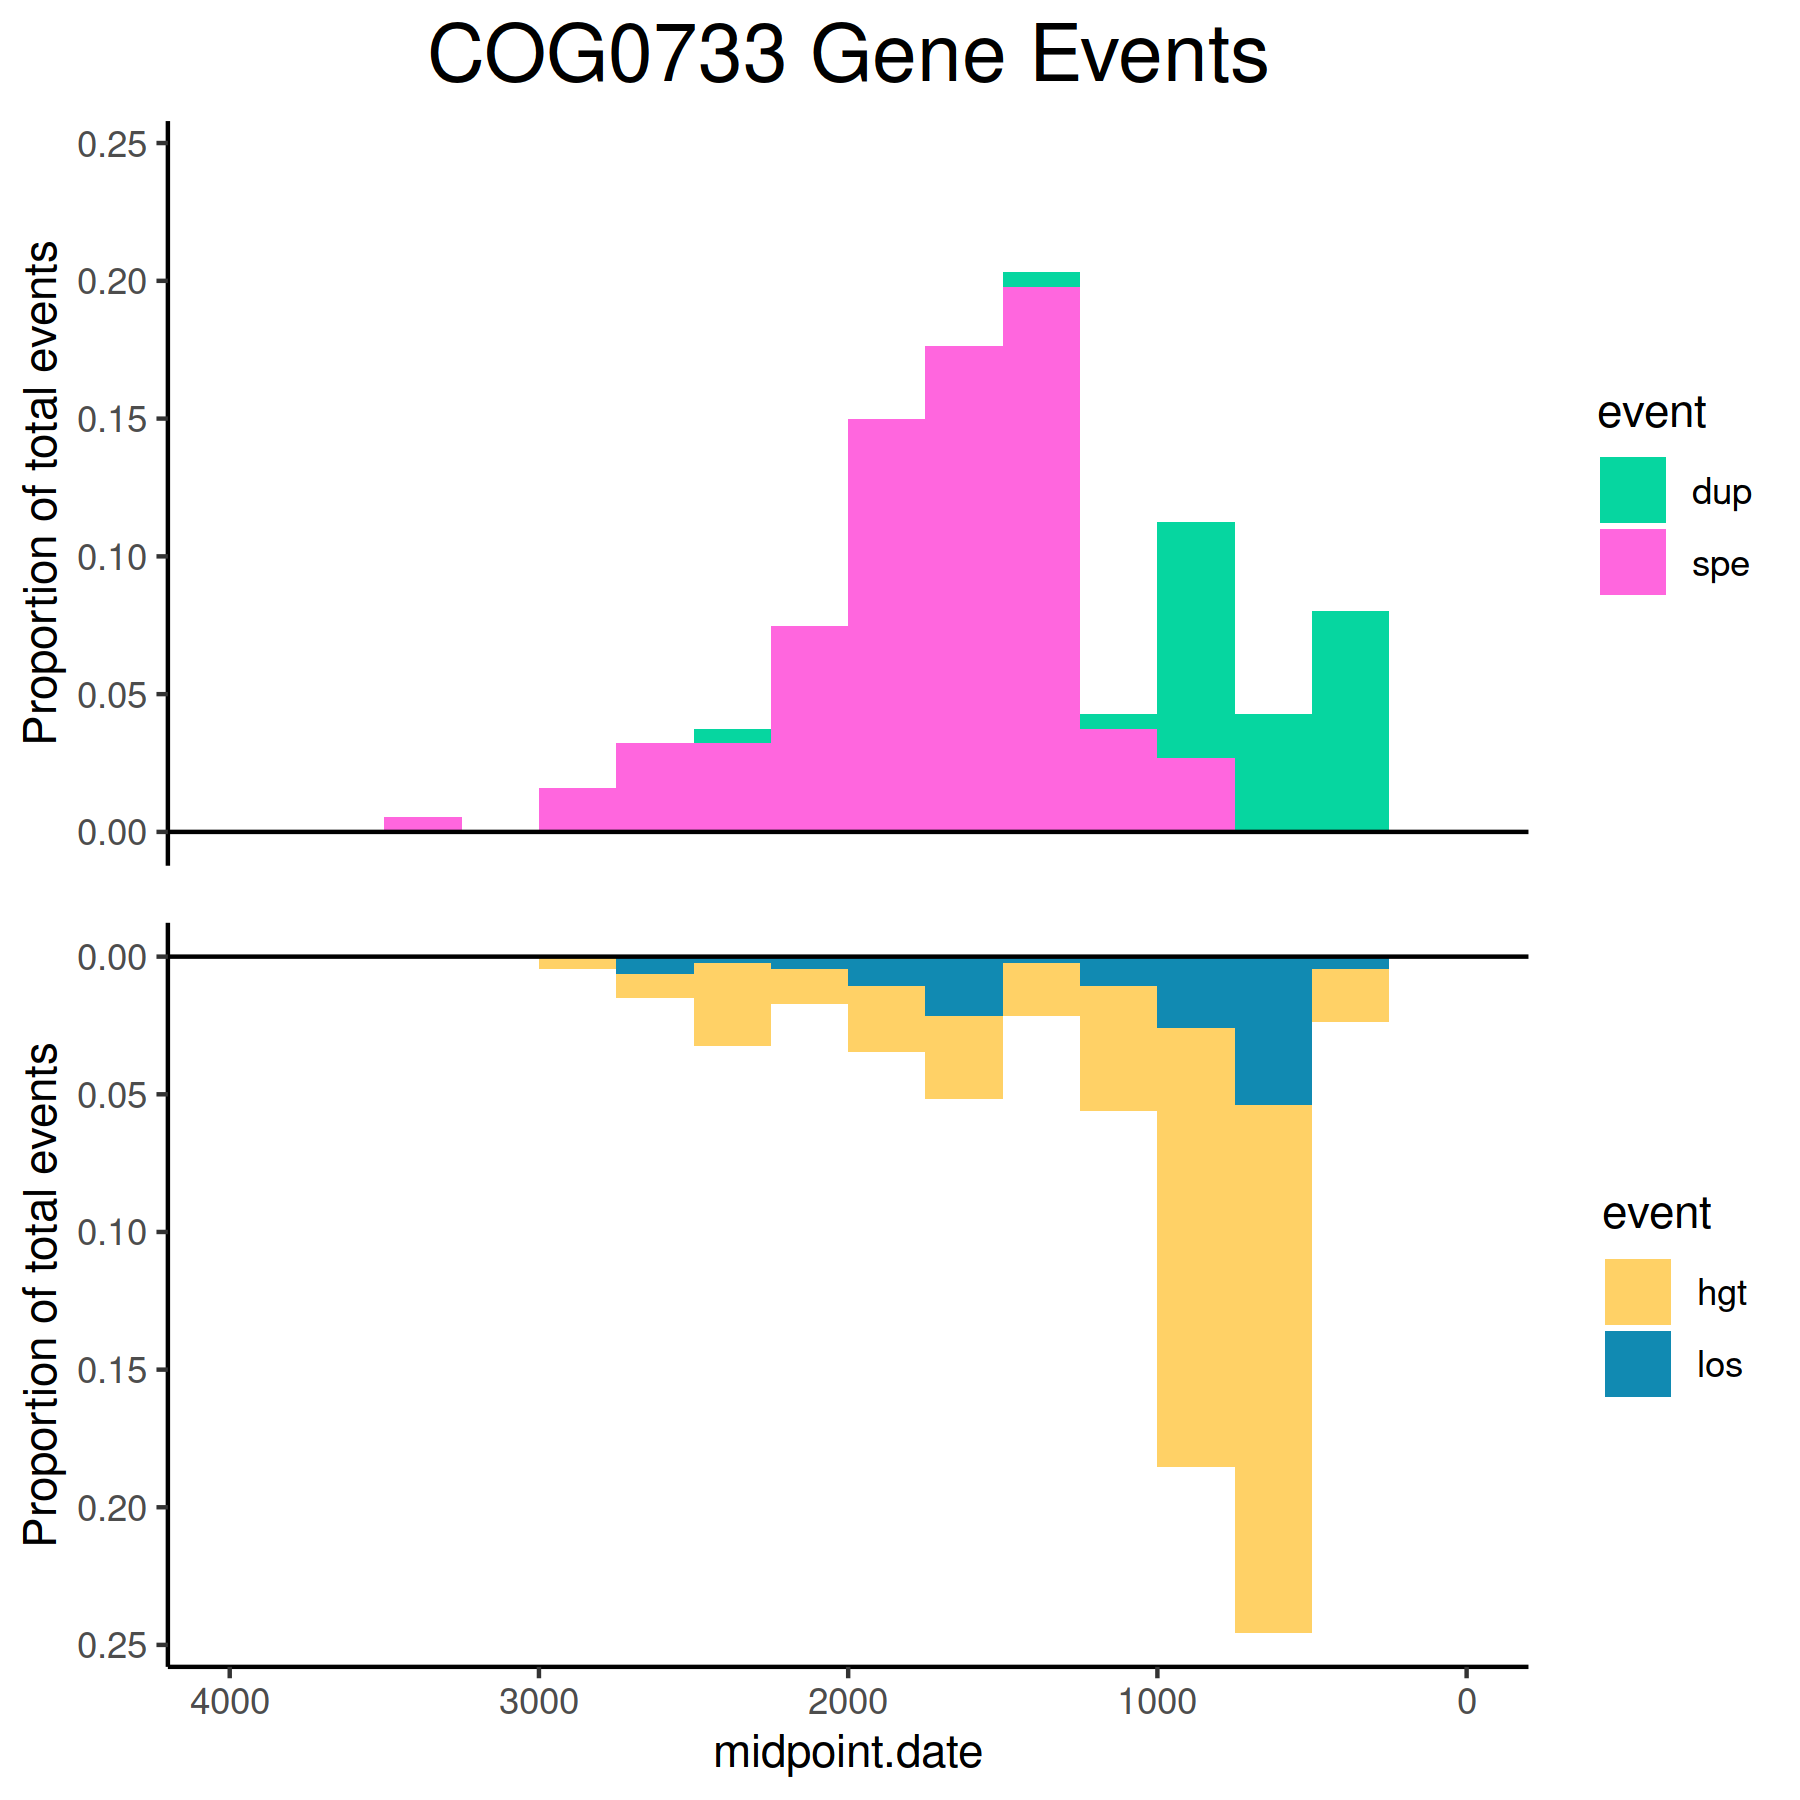 COG0733 Gene Events
Proportion of total events
0.25
0.20
0.15
0.10
0.05
0.00
event
dup
spe
Proportion of total events
0.00
0.05
0.10
0.15
0.20
0.25
event
hgt
los
4000 3000 2000 1000 0
midpoint.date